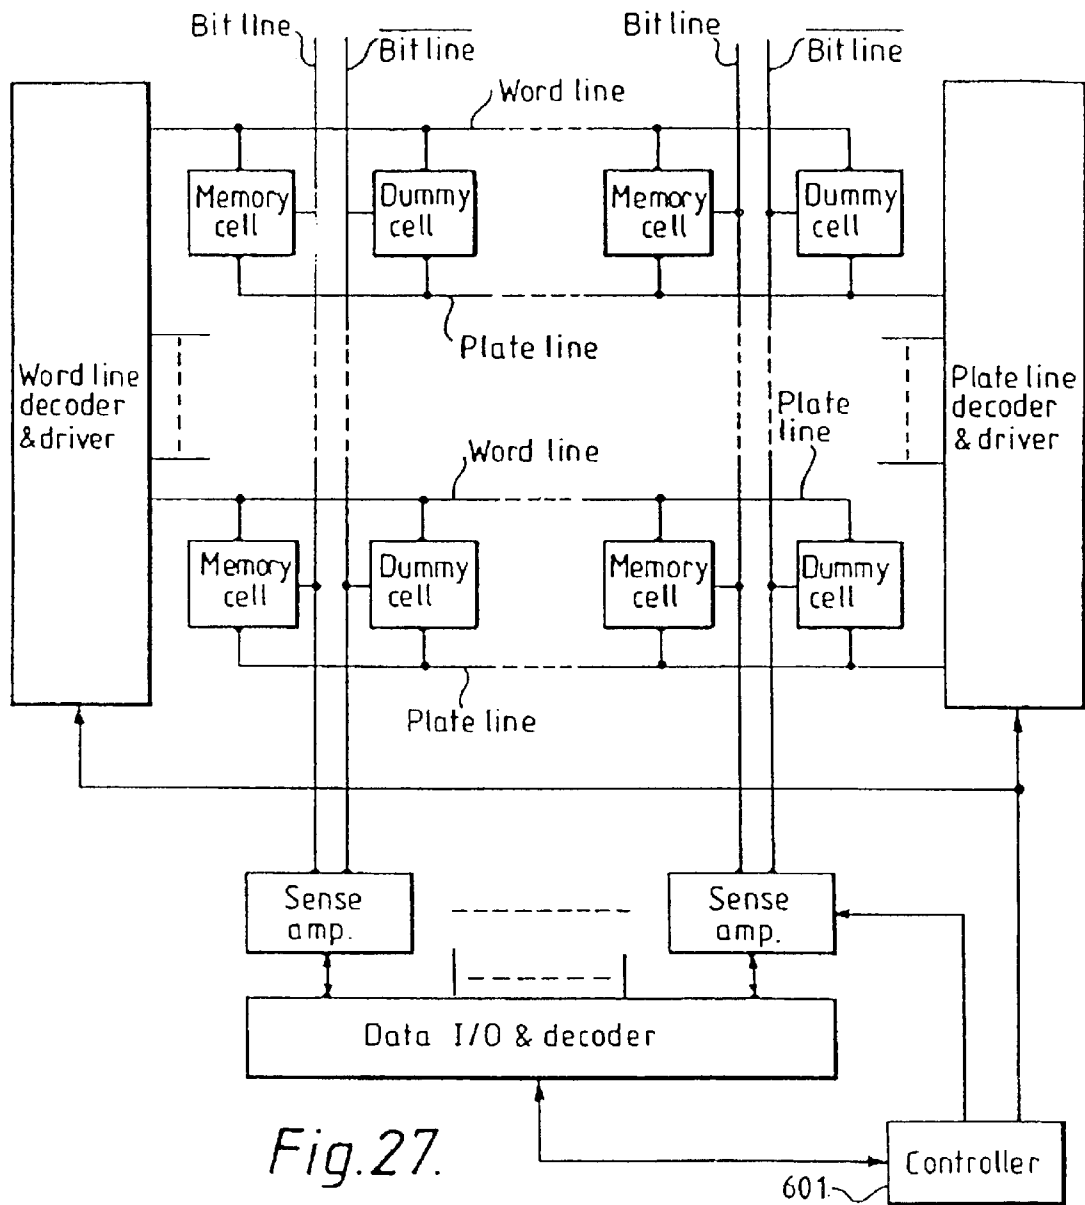 Bit line
Bit line
Bit line
Bit line
Word line
Memory
cell
Dummy
cell
Memory
cell
Dummy
cell
Plate line
Word line
decoder
& driver
Plate line
decoder
& driver
Plate
line
Word line
Memory
cell
Dummy
cell
Memory
cell
Dummy
cell
Plate line
Sense
amp.
Sense
amp.
Data I/O & decoder
Fig.27.
Controller
601